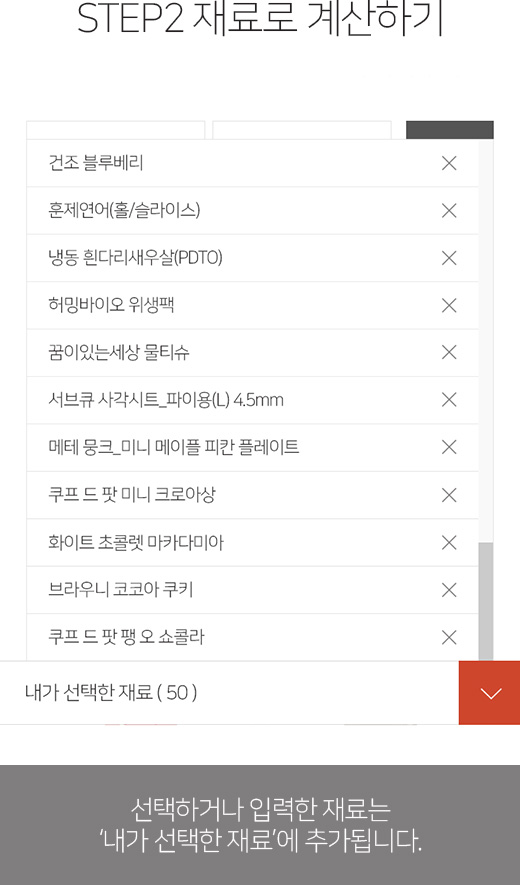 STEP2 재료로 계산하기
건조 블루베리
훈제연어(홀/슬라이스)
냉동 흰다리새우살(PDTO)
허밍바이오 위생팩
꿈이있는세상 물티슈
서브큐 사각시트_파이용(L) 4.5mm
메테 뭉크_미니 메이플 피칸 플레이트
쿠프 드 팟 미니 크로아상
화이트 초콜렛 마카다미아
브라우니 코코아 쿠키
쿠프 드 팟 팽 오 쇼콜라
내가 선택한 재료 ( 50 )
선택하거나 입력한 재료는
‘내가 선택한 재료’에 추가됩니다.